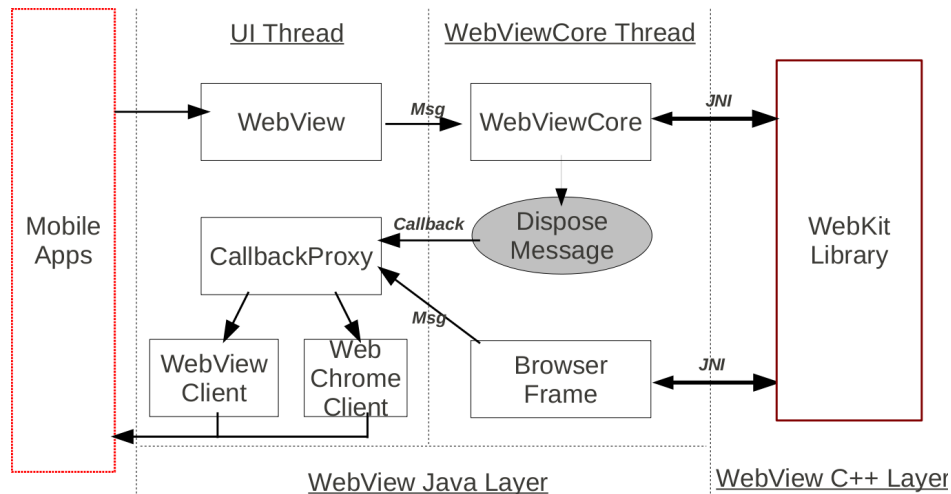 UI Thread
WebViewCore Thread
Mobile
Apps
WebView
Msg
WebViewCore
JNI
WebKit
Library
Dispose
Message
Callback
CallbackProxy
Msg
WebView
Client
Web
Chrome
Client
Browser
Frame
JNI
WebView Java Layer
WebView C++ Layer